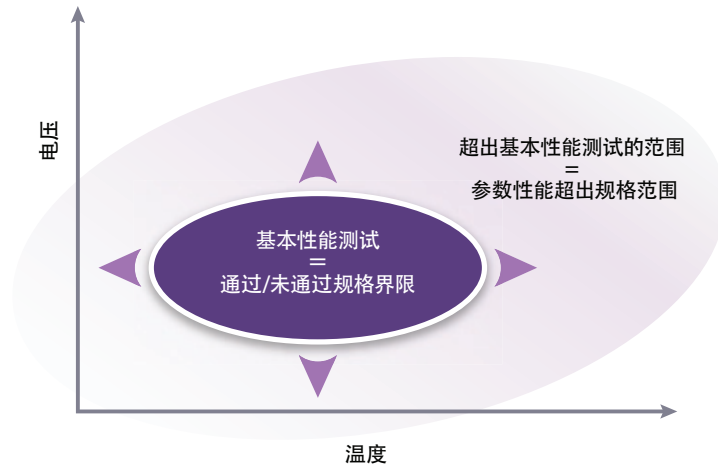 电压
超出基本性能测试的范围
=
参数性能超出规格范围
基本性能测试
=
通过/未通过规格界限
温度